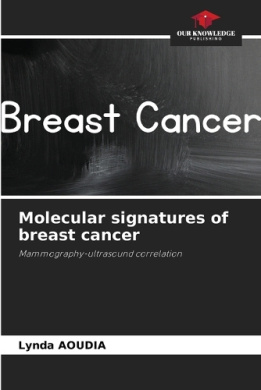 OUR KNOWLEDGE
PUBLISHING
Breast Cancer
Molecular signatures of
breast cancer
Mammography-ultrasound correlation
Lynda AOUDIA